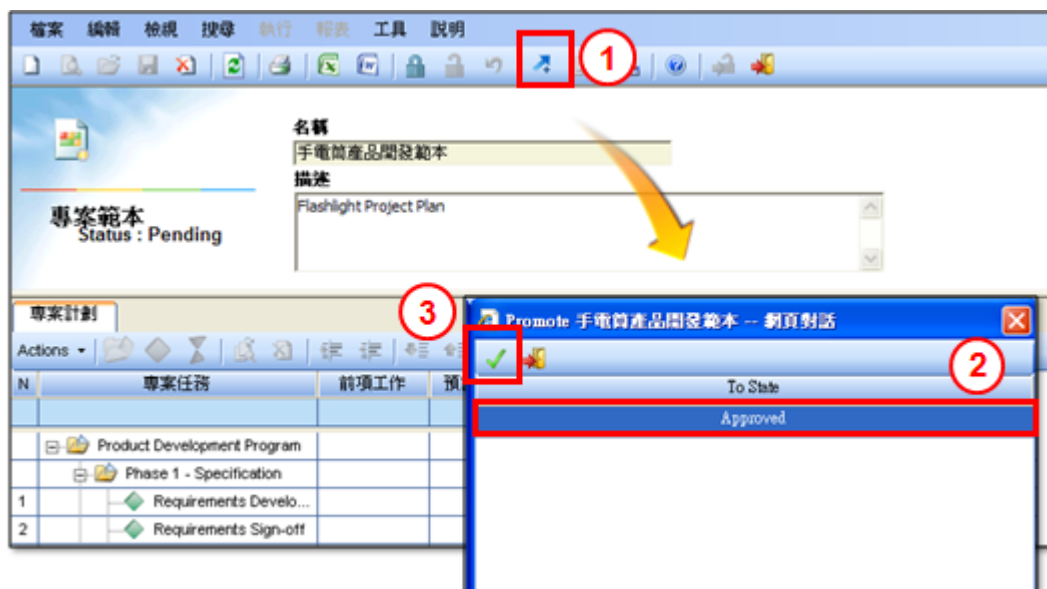 檔案 編輯 檢視 搜尋 執行 報表 工具 說明
1
名稱
手電筒產品開發範本
描述
Flashlight Project Plan
專案範本
Status : Pending
專案計劃
3
Promote 手電筒產品開發範本 -- 網頁對話
Actions
2
N 專案任務 前項工作 預
To State
Approved
Product Development Program
Phase 1 - Specification
1 Requirements Develo...
2 Requirements Sign-off